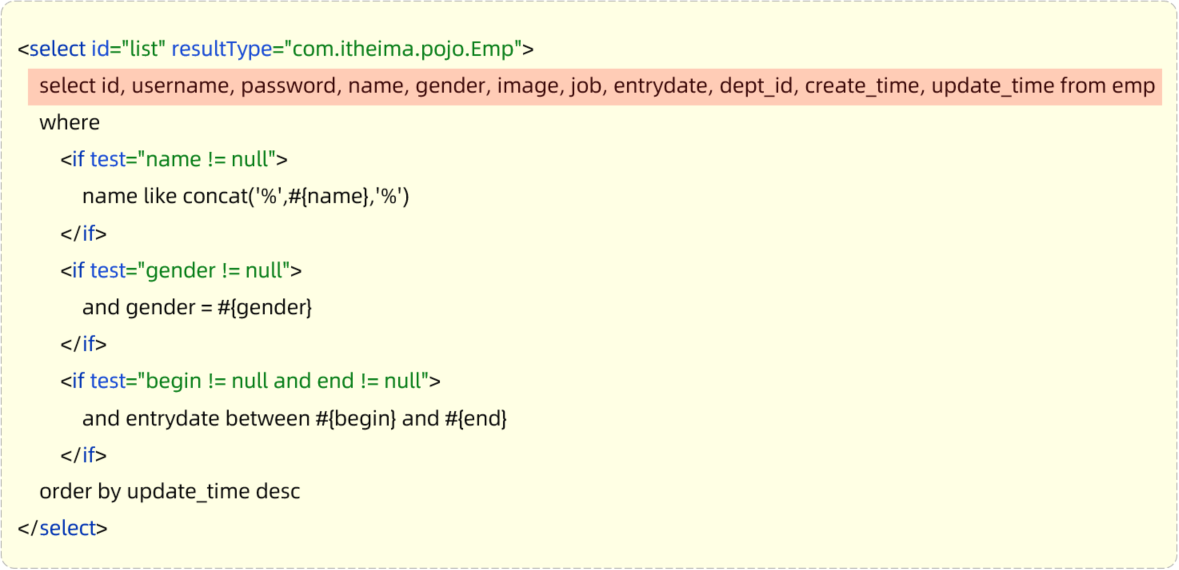 <select id="list" resultType="com.itheima.pojo.Emp">
select id, username, password, name, gender, image, job, entrydate, dept_id, create_time, update_time from emp
where
<if test="name != null">
name like concat('%',#{name},'%')
</if>
<if test="gender != null">
and gender = #{gender}
</if>
<if test="begin != null and end != null">
and entrydate between #{begin} and #{end}
</if>
order by update_time desc
</select>